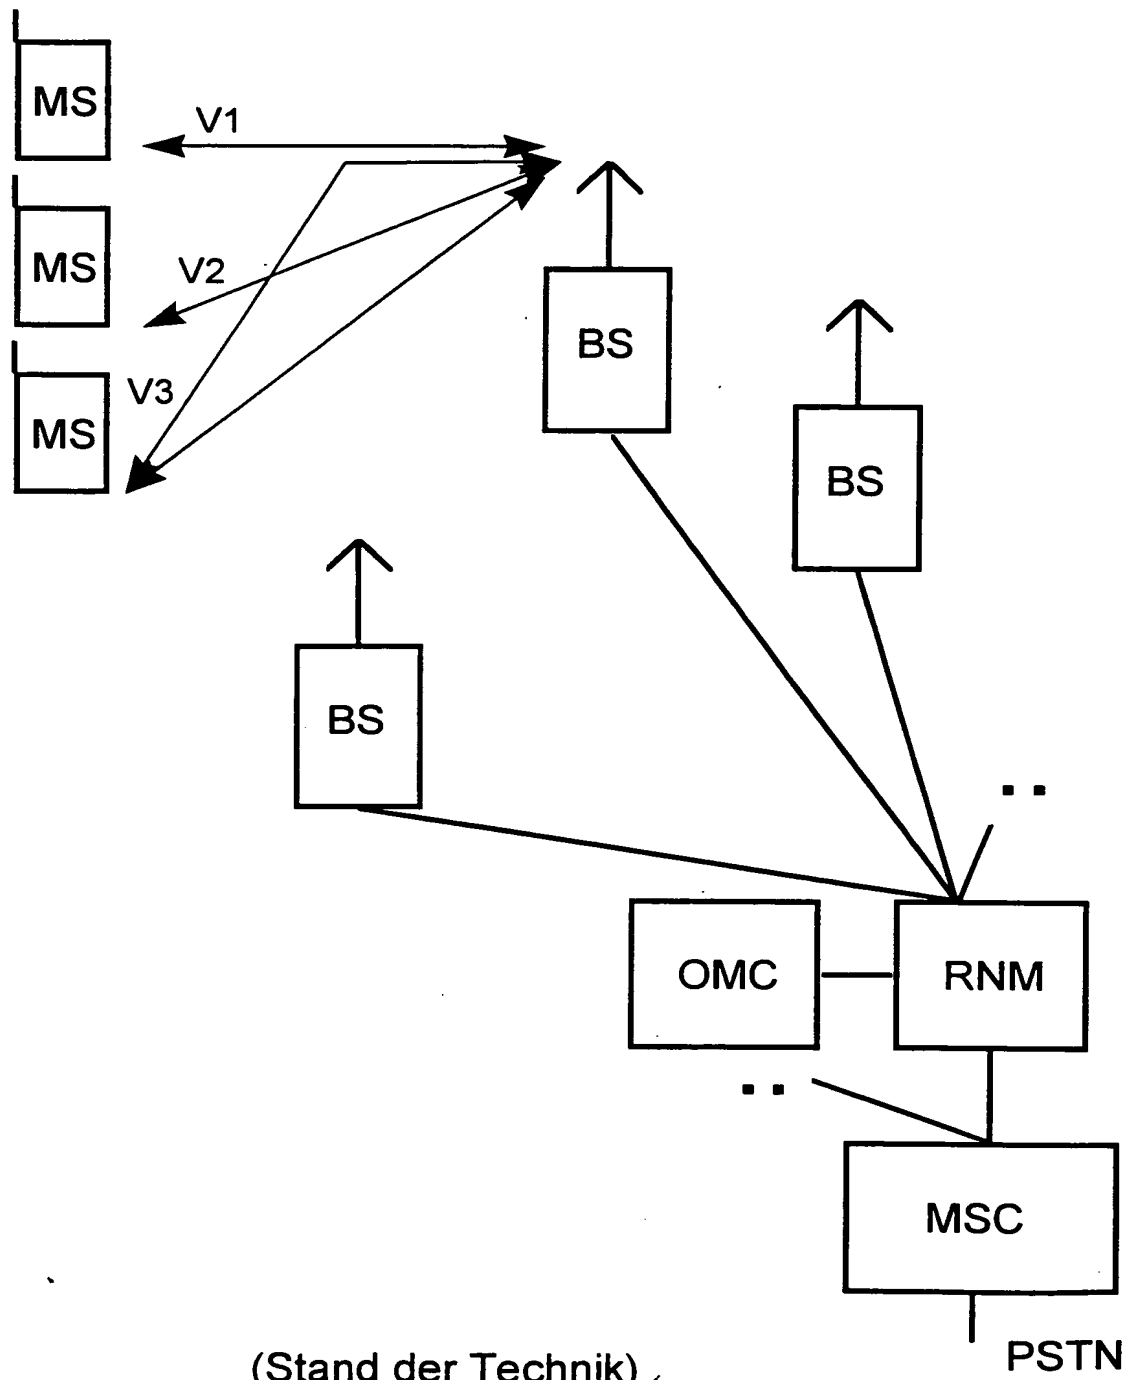 MS
V1
MS
V2
BS
V3
MS
BS
BS
OMC
RNM
MSC
PSTN
(Stand der Technik)